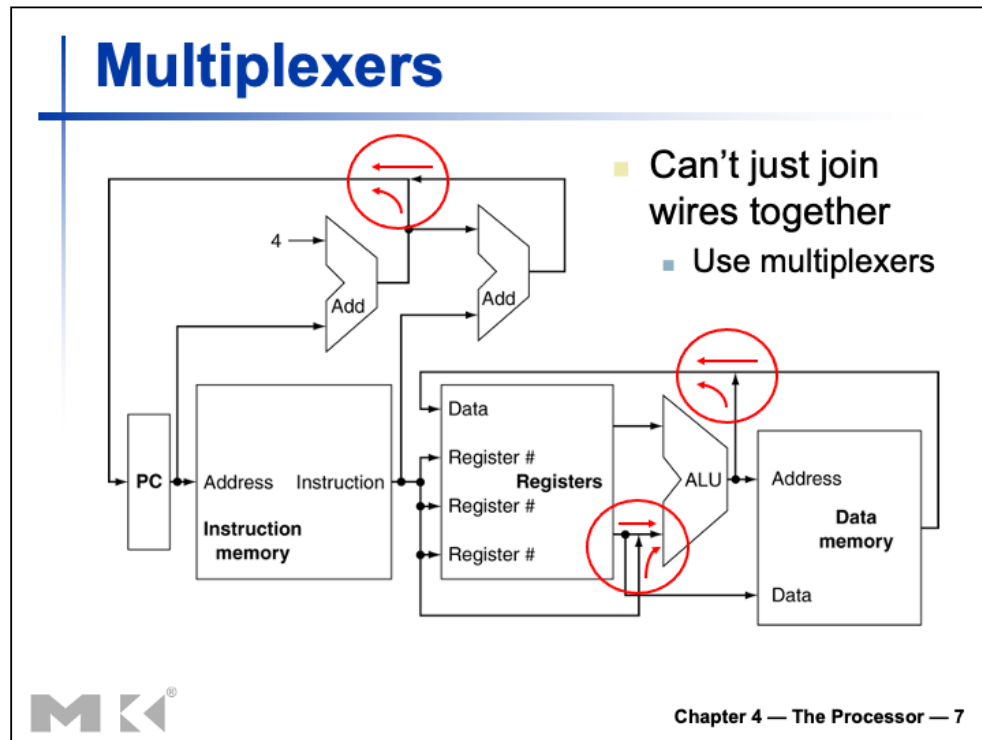 Multiplexers
Can't just join
wires together
Use multiplexers
4
Add
Add
PC
Address
Instruction
Instruction
memory
Data
Register #
Registers
Register #
Register #
ALU
Address
Data
memory
Data
MK®
Chapter 4 — The Processor — 7